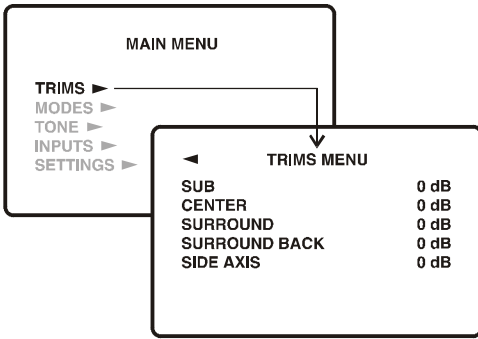 MAIN MENU
TRIMS ►
MODES ►
TONE ►
INPUTS ►
SETTINGS ►
◄ TRIMS MENU
SUB 0 dB
CENTER 0 dB
SURROUND 0 dB
SURROUND BACK 0 dB
SIDE AXIS 0 dB